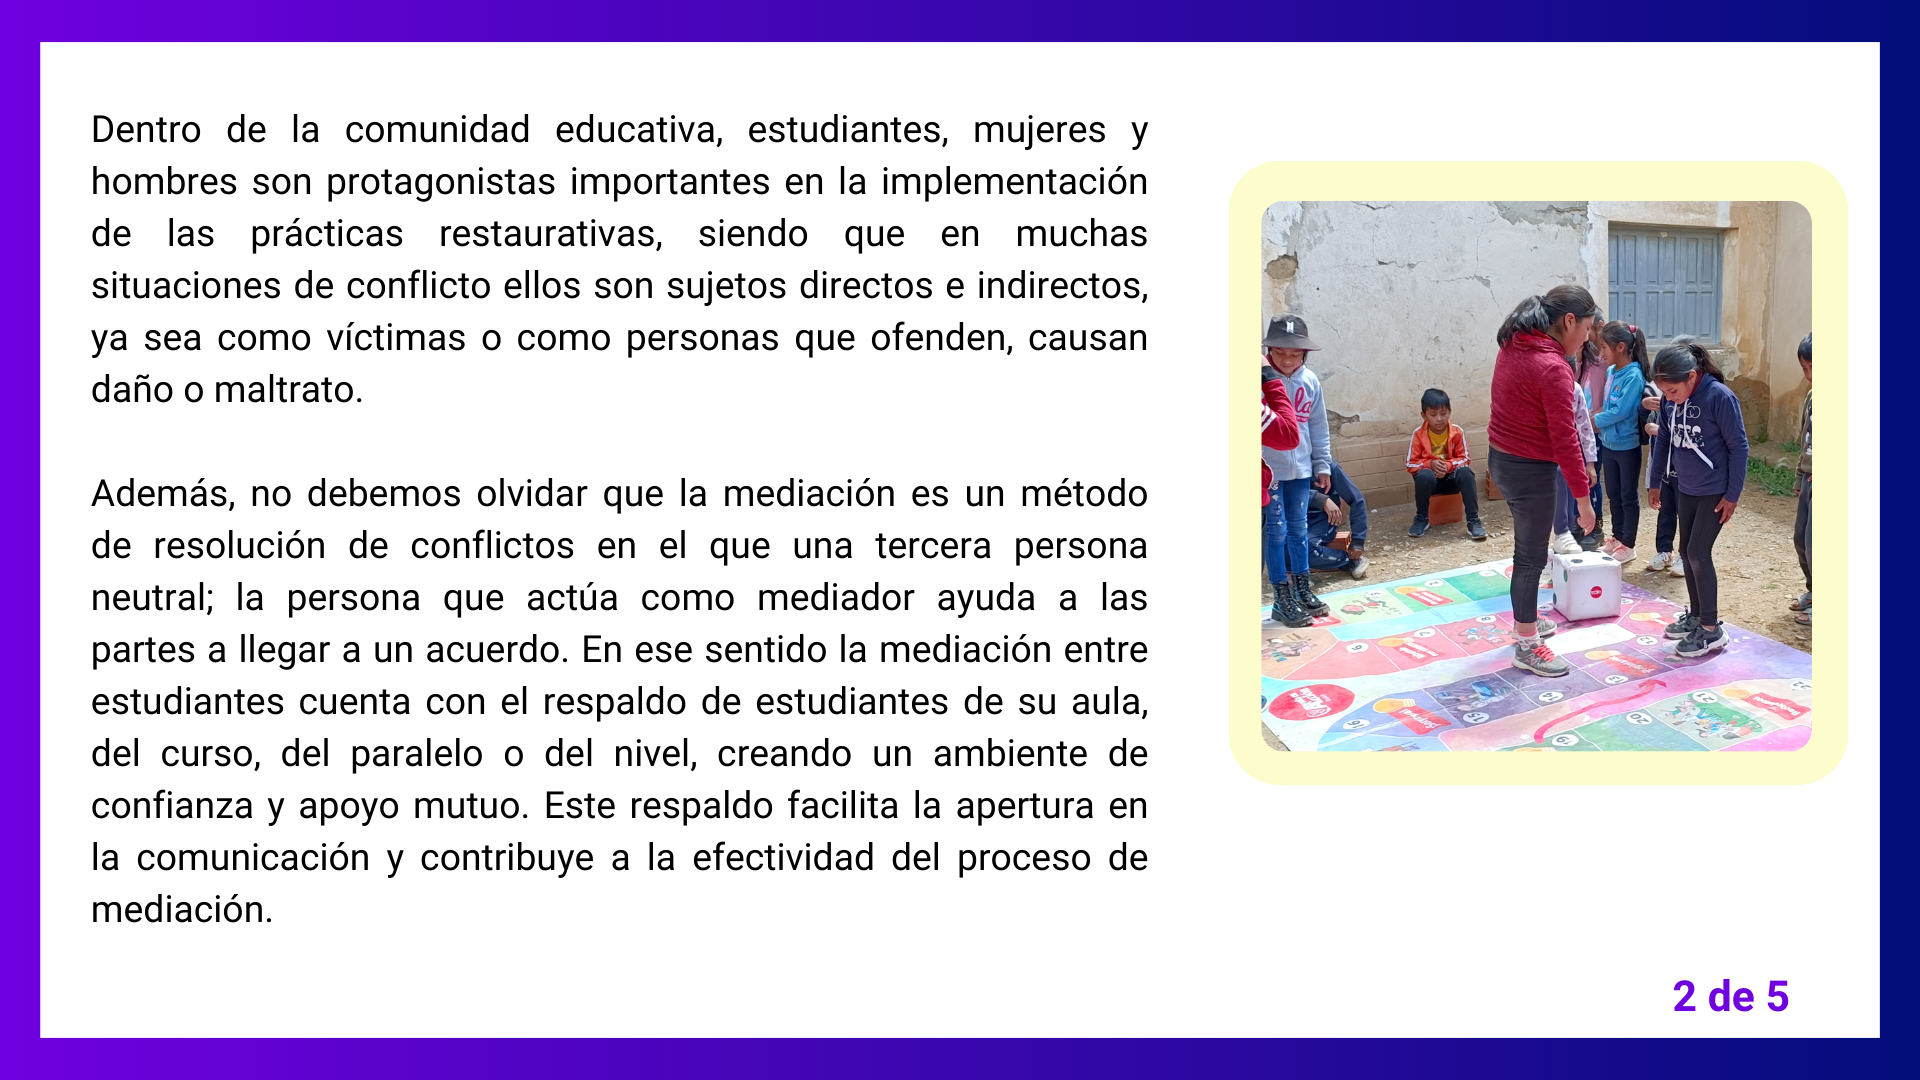 Dentro de la comunidad educativa, estudiantes, mujeres y
hombres son protagonistas importantes en la implementación
de las prácticas restaurativas, siendo que en muchas
situaciones de conflicto ellos son sujetos directos e indirectos,
ya sea como víctimas o como personas que ofenden, causan
daño o maltrato.
Además, no debemos olvidar que la mediación es un método
de resolución de conflictos en el que una tercera persona
neutral; la persona que actúa como mediador ayuda a las
partes a llegar a un acuerdo. En ese sentido la mediación entre
estudiantes cuenta con el respaldo de estudiantes de su aula,
del curso, del paralelo o del nivel, creando un ambiente de
confianza y apoyo mutuo. Este respaldo facilita la apertura en
la comunicación y contribuye a la efectividad del proceso de
mediación.
2 de 5